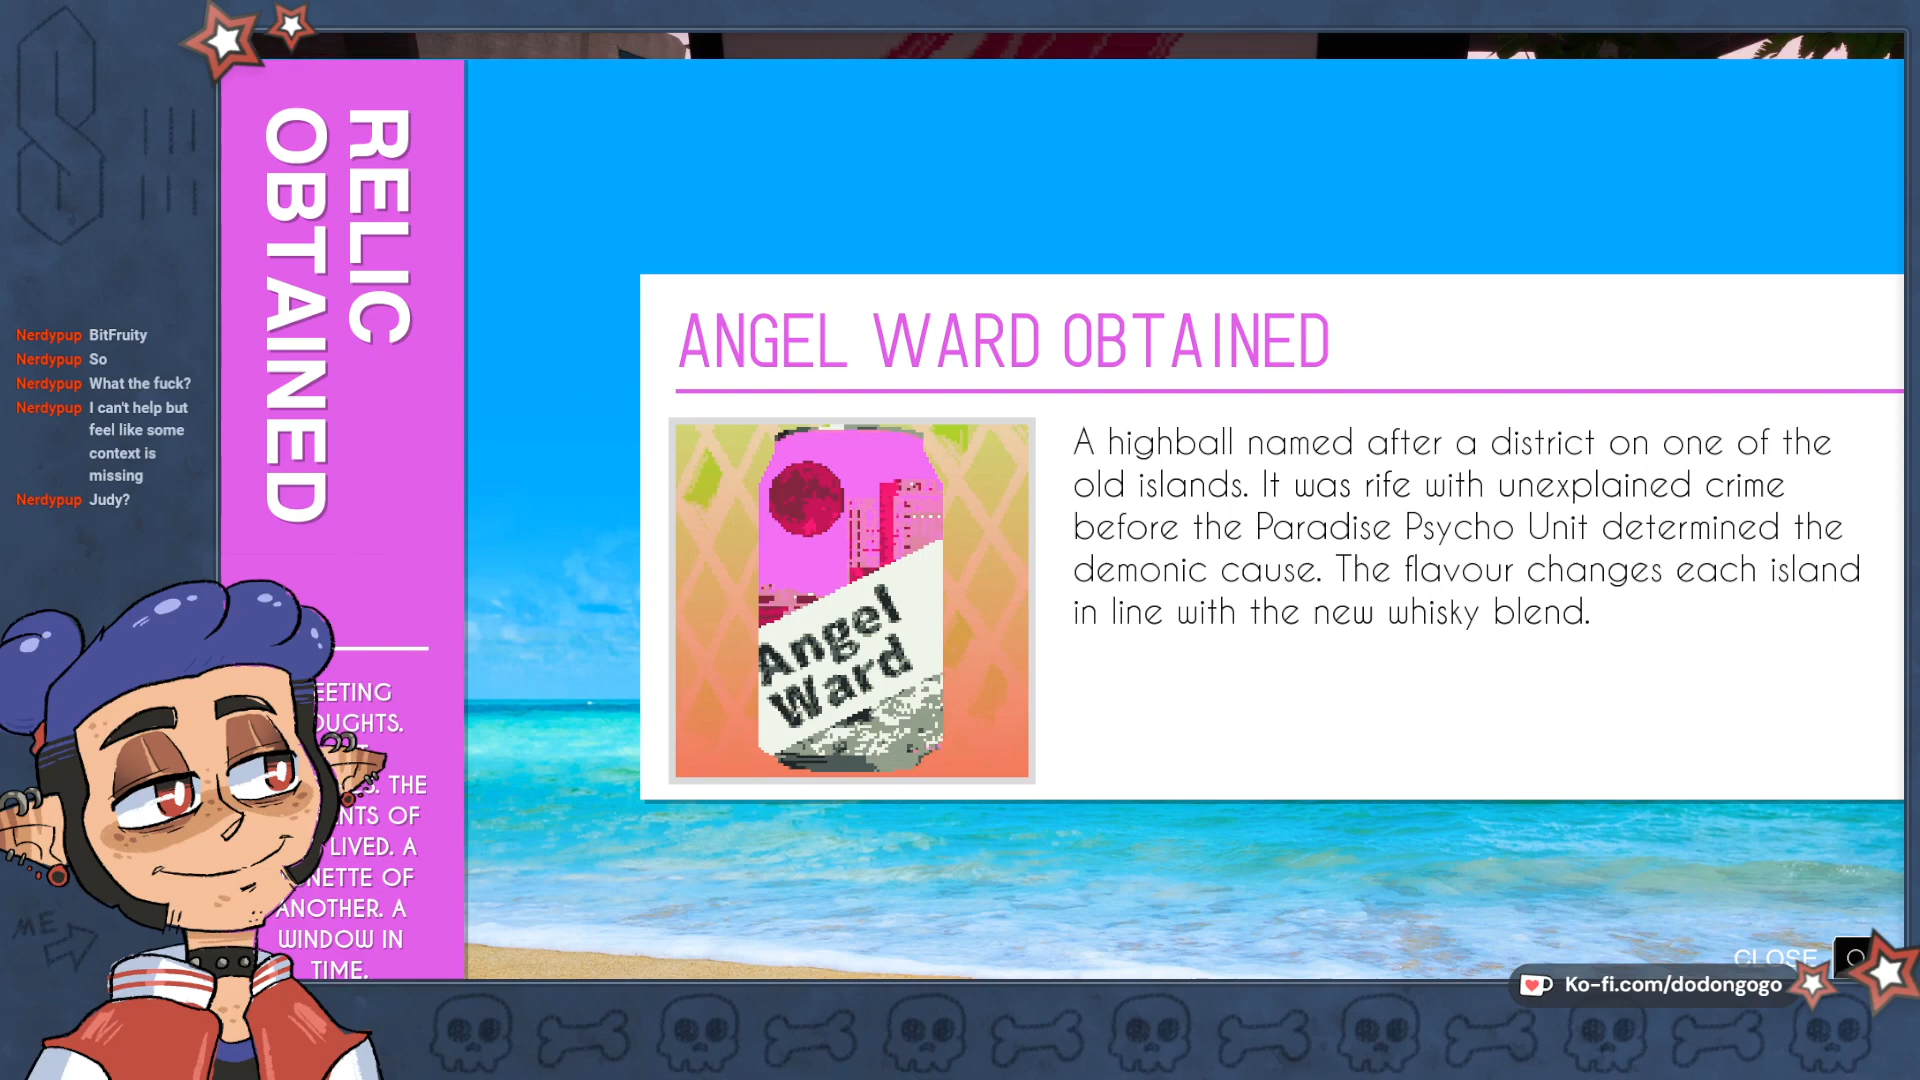 RELIC
OBTAINED
Nerdypup BitFruity
Nerdypup So
Nerdypup What the fuck?
Nerdypup I can't help but
feel like some
context is
missing
Nerdypup Judy?
THE
OF
LIVED. A
OF
ANOTHER. A
WINDOW IN
TIME.
ME
ANGEL WARD OBTAINED
Angel
Ward
A highball named after a district on one of the
old islands. It was rife with unexplained crime
before the Paradise Psycho Unit determined the
demonic cause. The flavour changes each island
in line with the new whisky blend.
CLOSE
Ko-fi.com/dodongogo